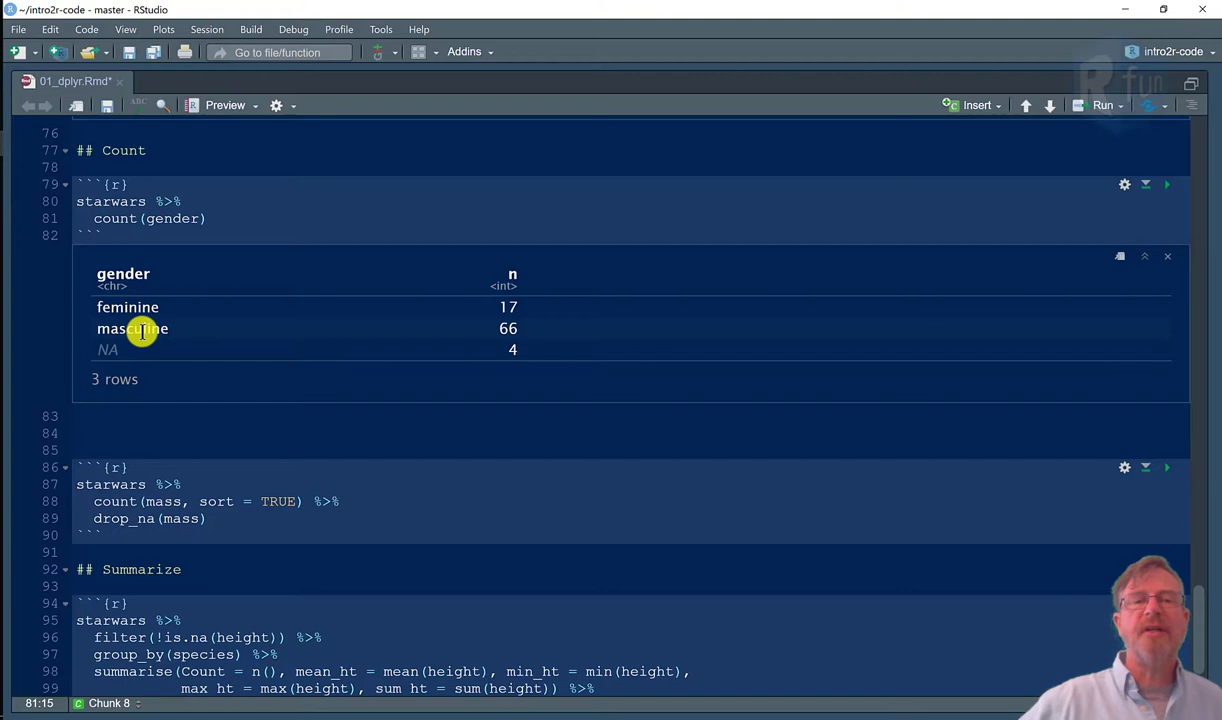 ~/intro2r-code - master - RStudio
File Edit Code View Plots Session Build Debug Profile Tools Help
Go to file/function Addins intro2r-code
01_dplyr.Rmd*
ABC Preview Insert Run
R fun
76
77 ## Count
78
79 ```{r}
80 starwars %>%
81 count(gender)
82 ```
gender n
<chr> <int>
feminine 17
masculine 66
NA 4
3 rows
83
84
85
86 ```{r}
87 starwars %>%
88 count(mass, sort = TRUE) %>%
89 drop_na(mass)
90 ```
91
92 ## Summarize
93
94 ```{r}
95 starwars %>%
96 filter(!is.na(height)) %>%
97 group_by(species) %>%
98 summarise(Count = n(), mean_ht = mean(height), min_ht = min(height),
99 max_ht = max(height), sum_ht = sum(height)) %>%
81:15 C Chunk 8